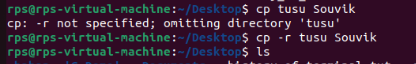 rps@rps-virtual-machine:~/Desktop$ cp tusu Souvik
cp: -r not specified; omitting directory 'tusu'
rps@rps-virtual-machine:~/Desktop$ cp -r tusu Souvik
rps@rps-virtual-machine:~/Desktop$ ls